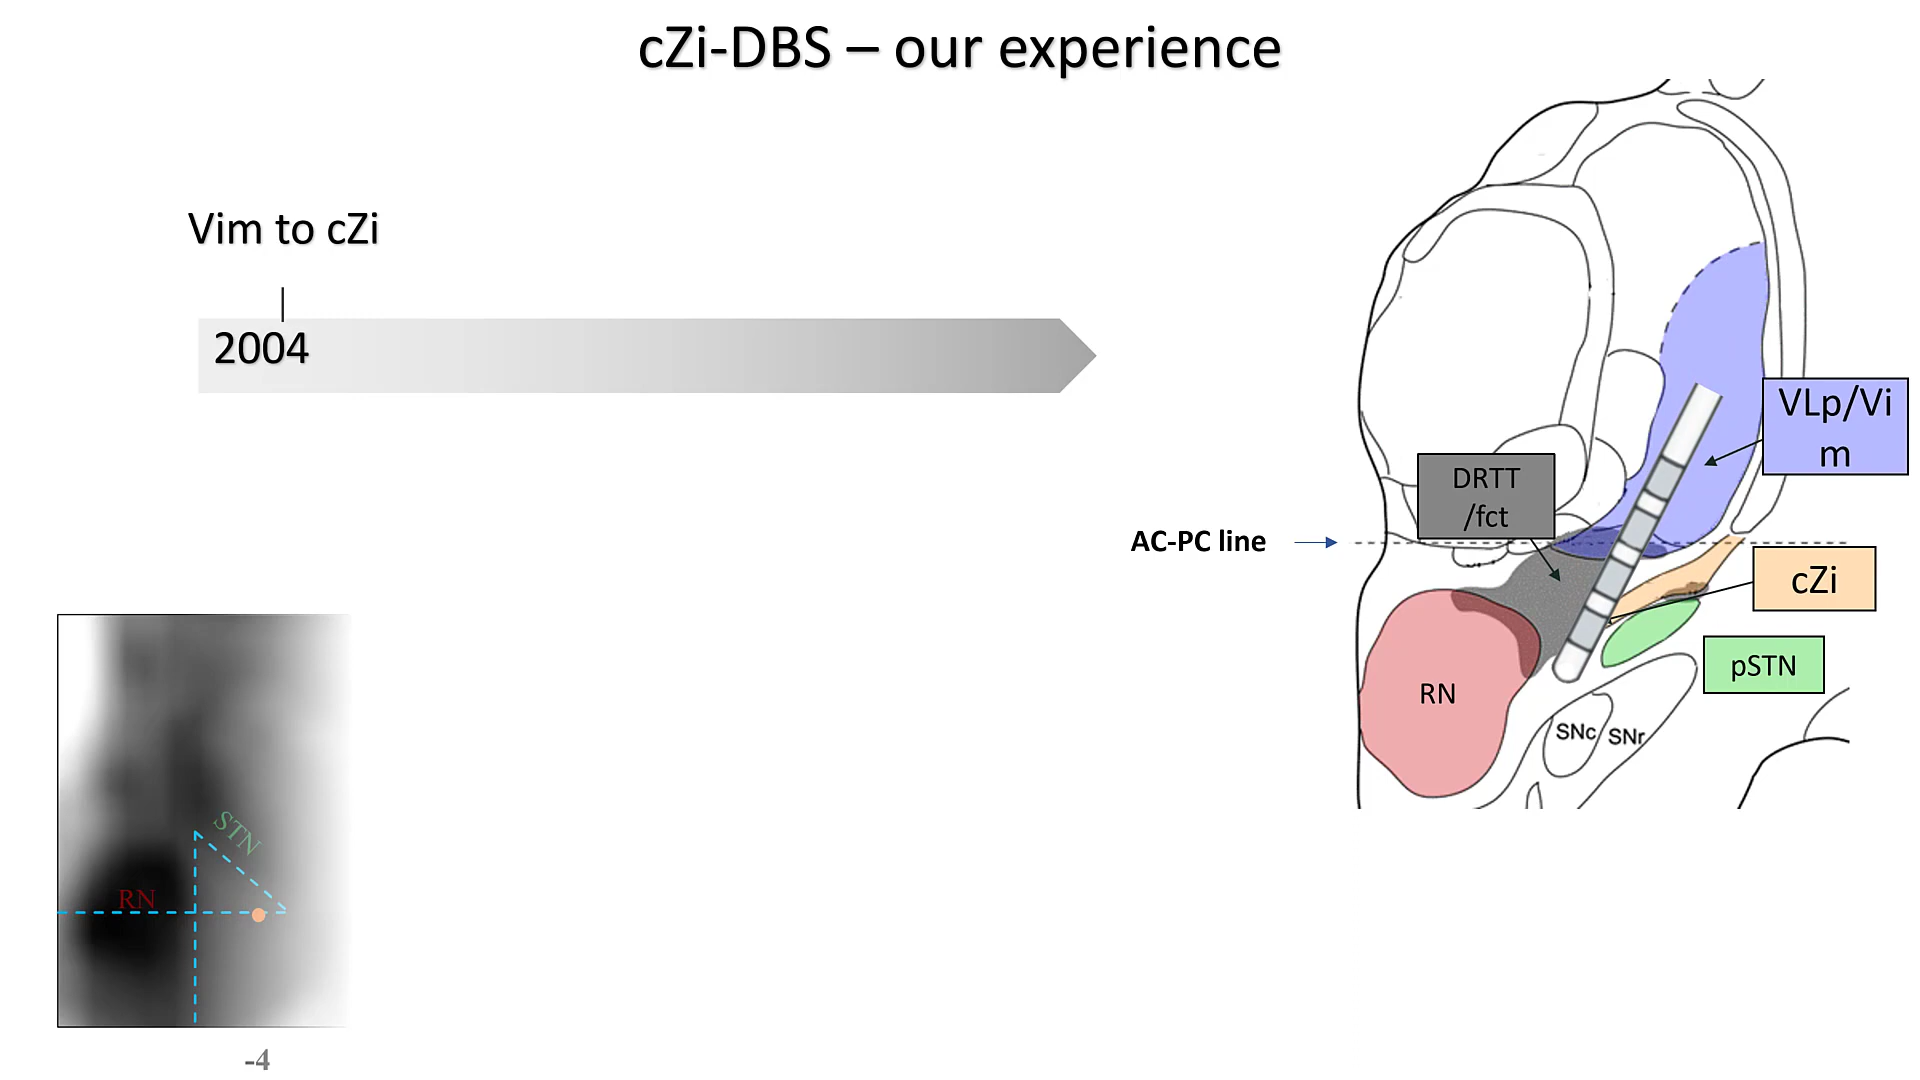 cZi-DBS – our experience
Vim to cZi
2004
VLp/Vi
m
DRTT
/fct
AC-PC line
cZi
pSTN
RN
SNc
SNr
STN
RN
-4